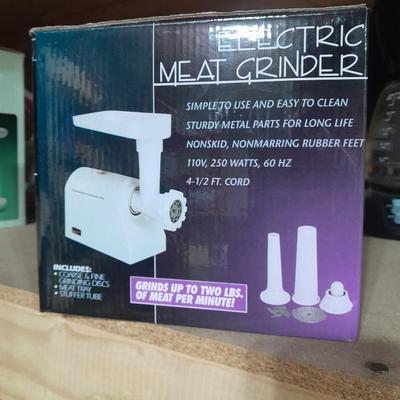 ELECTRIC
MEAT GRINDER
SIMPLE TO USE AND EASY TO CLEAN
STURDY METAL PARTS FOR LONG LIFE
NONSKID, NONMARRING RUBBER FEET
110V, 250 WATTS, 60 HZ
4-1/2 FT. CORD
INCLUDES:
• COARSE & FINE
GRINDING DISCS
• MEAT TRAY
• STUFFER TUBE
GRINDS UP TO TWO LBS.
OF MEAT PER MINUTE!